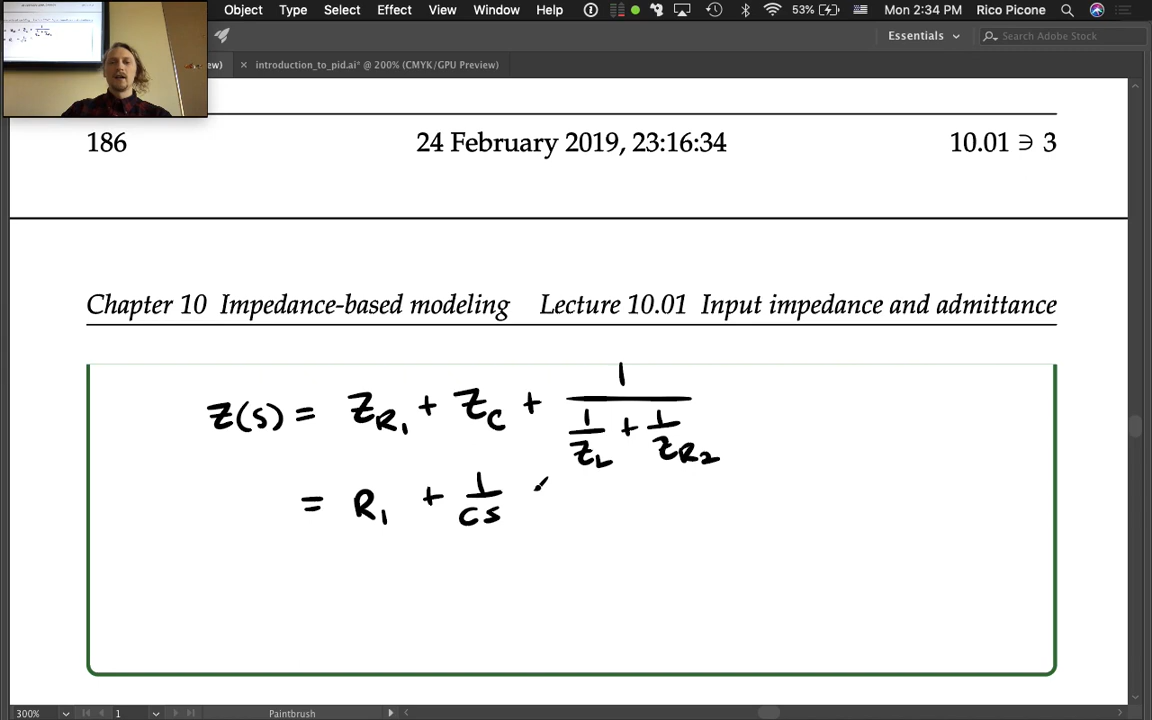 Object Type Select Effect View Window Help 53% Mon 2:34 PM Rico Picone
Essentials Search Adobe Stock
ew) × introduction_to_pid.ai* @ 200% (CMYK/GPU Preview)
186 24 February 2019, 23:16:34 10.01 ∋ 3
Chapter 10 Impedance-based modeling Lecture 10.01 Input impedance and admittance
Z(s) = Z_R₁ + Z_C + 1/(1/Z_L + 1/Z_R₂)
= R₁ + 1/(CS)
300% 1 Paintbrush